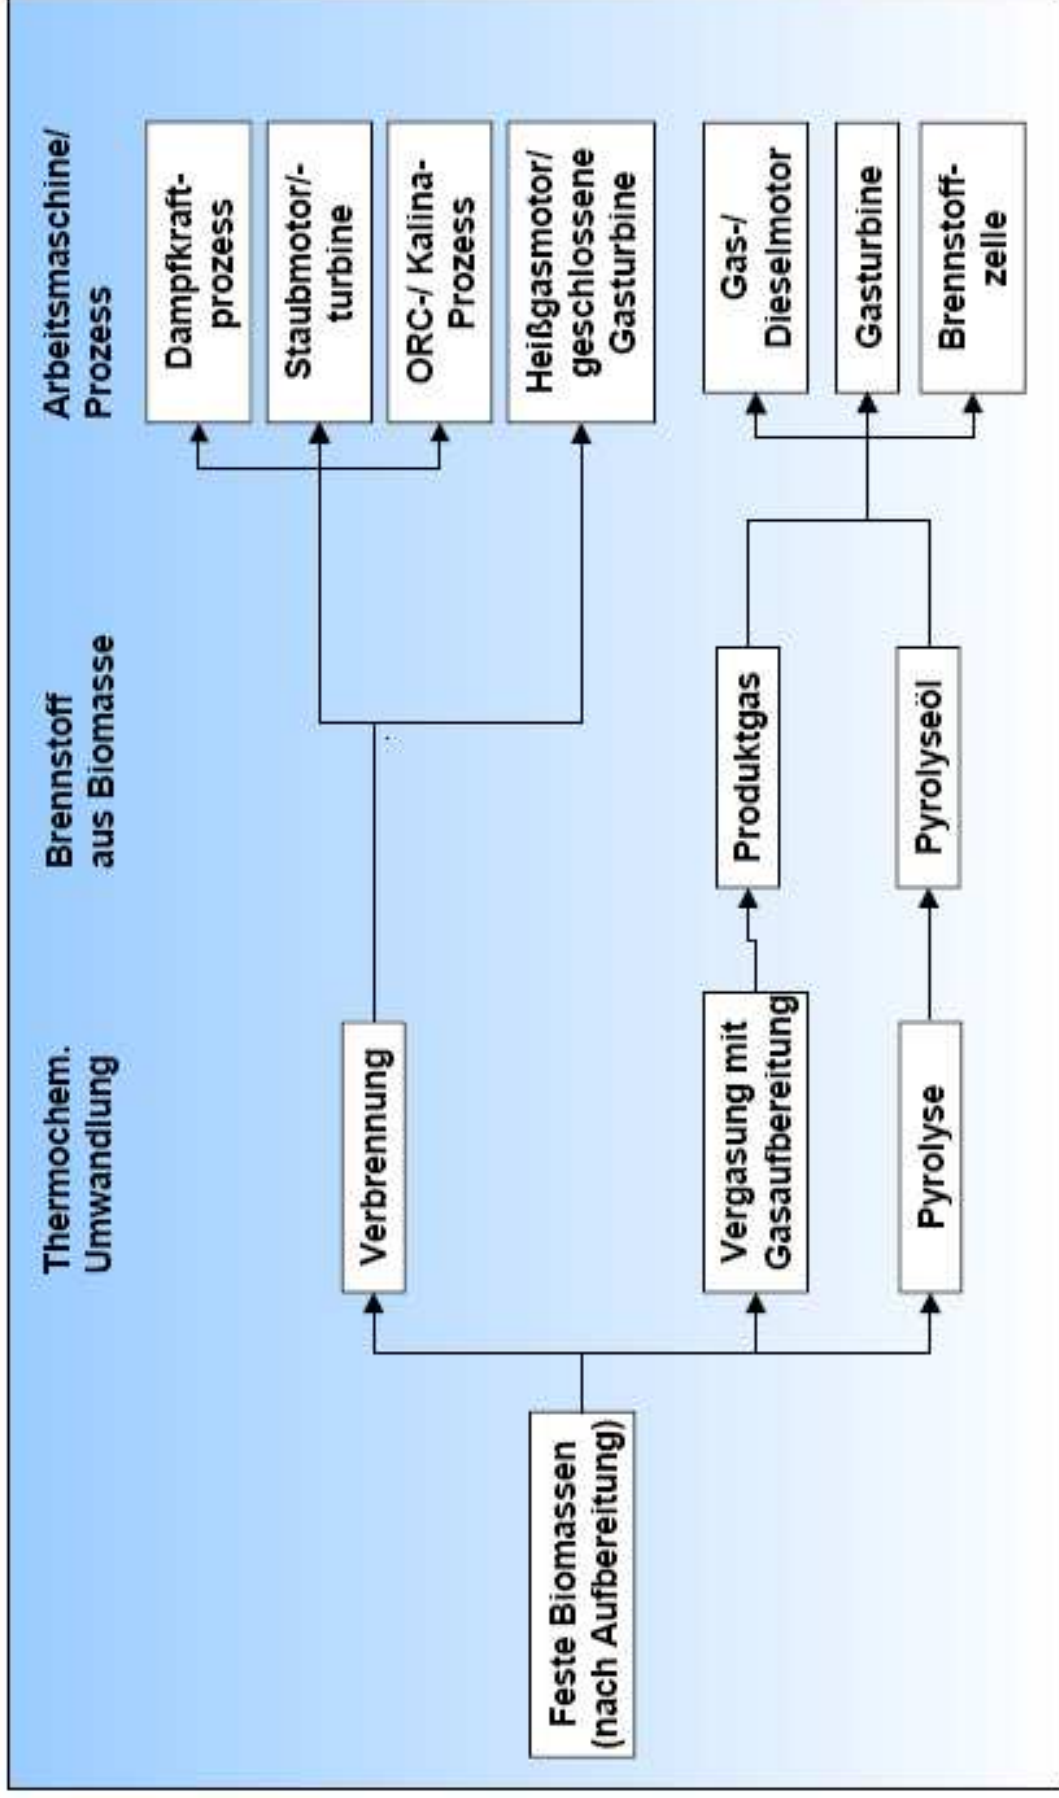 Thermochem.
Umwandlung
Brennstoff
aus Biomasse
Arbeitsmaschine/
Prozess
Feste Biomassen
(nach Aufbereitung)
Verbrennung
Vergasung mit
Gasaufbereitung
Pyrolyse
Produktgas
Pyrolyseöl
Dampfkraft-
prozess
Staubmotor/-
turbine
ORC-/ Kalina-
Prozess
Heißgasmotor/
geschlossene
Gasturbine
Gas-/
Dieselmotor
Gasturbine
Brennstoff-
zelle